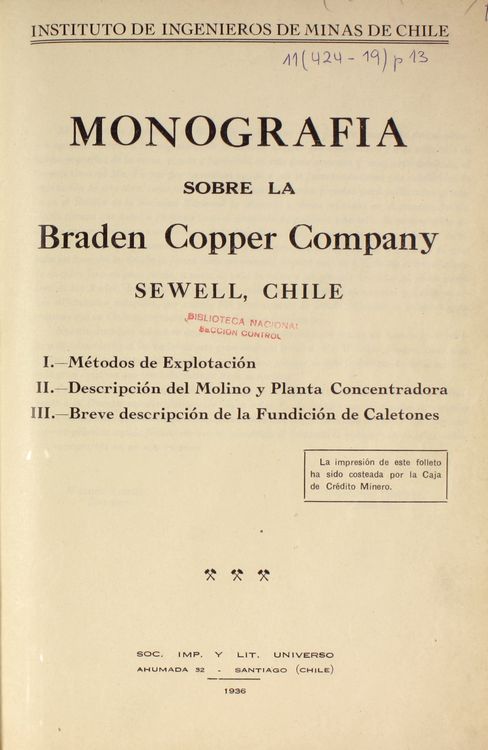 INSTITUTO DE INGENIEROS DE MINAS DE CHILE
11(424-19) p 13
MONOGRAFIA
SOBRE LA
Braden Copper Company
SEWELL, CHILE
BIBLIOTECA NACIONAL
SECCION CONTROL
I.—Métodos de Explotación
II.—Descripción del Molino y Planta Concentradora
III.—Breve descripción de la Fundición de Caletones
La impresión de este folleto
ha sido costeada por la Caja
de Crédito Minero.
SOC. IMP. Y LIT. UNIVERSO
AHUMADA 32 - SANTIAGO (CHILE)
1936